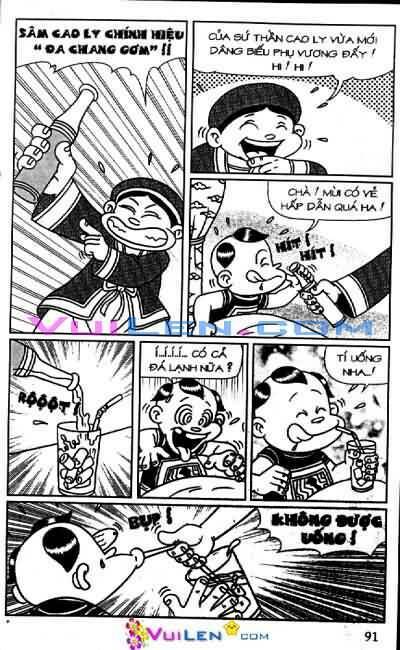 SÂM CAO LY CHÍNH HIỆU
“ ĐA CHANG GƠM” !!
CỦA SỨ THẦN CAO LY VỪA MỚI
DÂNG BIẾU PHỤ VƯƠNG ĐẤY !
HI ! HI !
CHÀ ! MÙI CÓ VẺ
HẤP DẪN QUÁ HA !
HÍT !
HÍT !
VuiLen.com
RÔÔÔT !
Í...Í...Í... CÓ CẢ
ĐÁ LẠNH NỮA ?
TÍ UỐNG
NHA...!
BỤP !
KHÔNG ĐƯỢC
UỐNG !
91
VuiLen.com